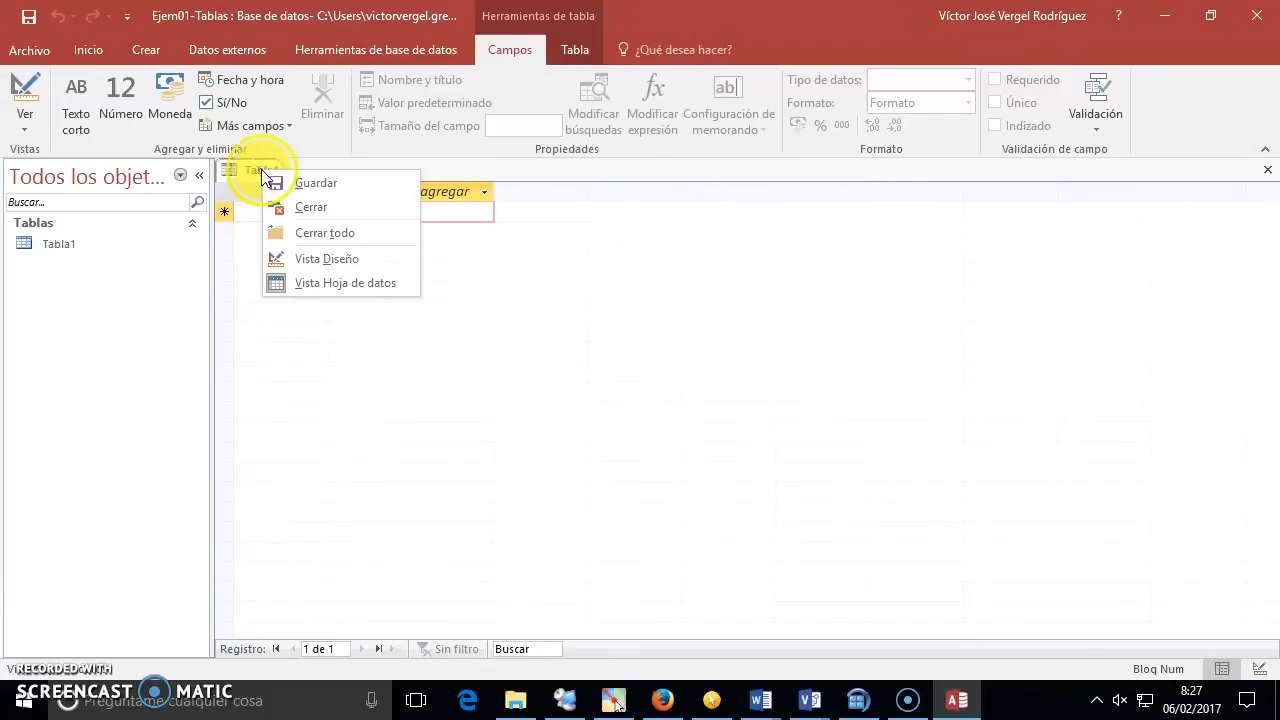 Ejem01-Tablas : Base de datos- C:\Users\victorvergel.gre...
Herramientas de tabla
Víctor José Vergel Rodríguez
?
Archivo
Inicio
Crear
Datos externos
Herramientas de base de datos
Campos
Tabla
¿Qué desea hacer?
Ver
AB
Texto
corto
12
Número
Moneda
Fecha y hora
Sí/No
Más campos
Eliminar
Nombre y título
Valor predeterminado
Tamaño del campo
Modificar
búsquedas
fx
Modificar
expresión
ab
Configuración de
memorando
Tipo de datos:
Formato:
Formato
% 000
Requerido
Único
Indizado
Validación
Vistas
Agregar y eliminar
Propiedades
Formato
Validación de campo
Todos los objet...
Buscar...
Tablas
Tabla1
Guardar
Cerrar
Cerrar todo
Vista Diseño
Vista Hoja de datos
agregar
Registro:
1 de 1
Sin filtro
Buscar
Bloq Num
RECORDED WITH
SCREENCAST MATIC
Pregúntame cualquier cosa
8:27
06/02/2017